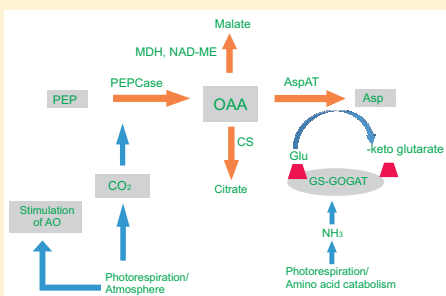 Malate
MDH, NAD-ME
PEPCase
AspAT
PEP
OAA
Asp
CS
Glu
-keto glutarate
CO₂
Citrate
GS-GOGAT
Stimulation
of AO
NH₃
Photorespiration/
Atmosphere
Photorespiration/
Amino acid catabolism